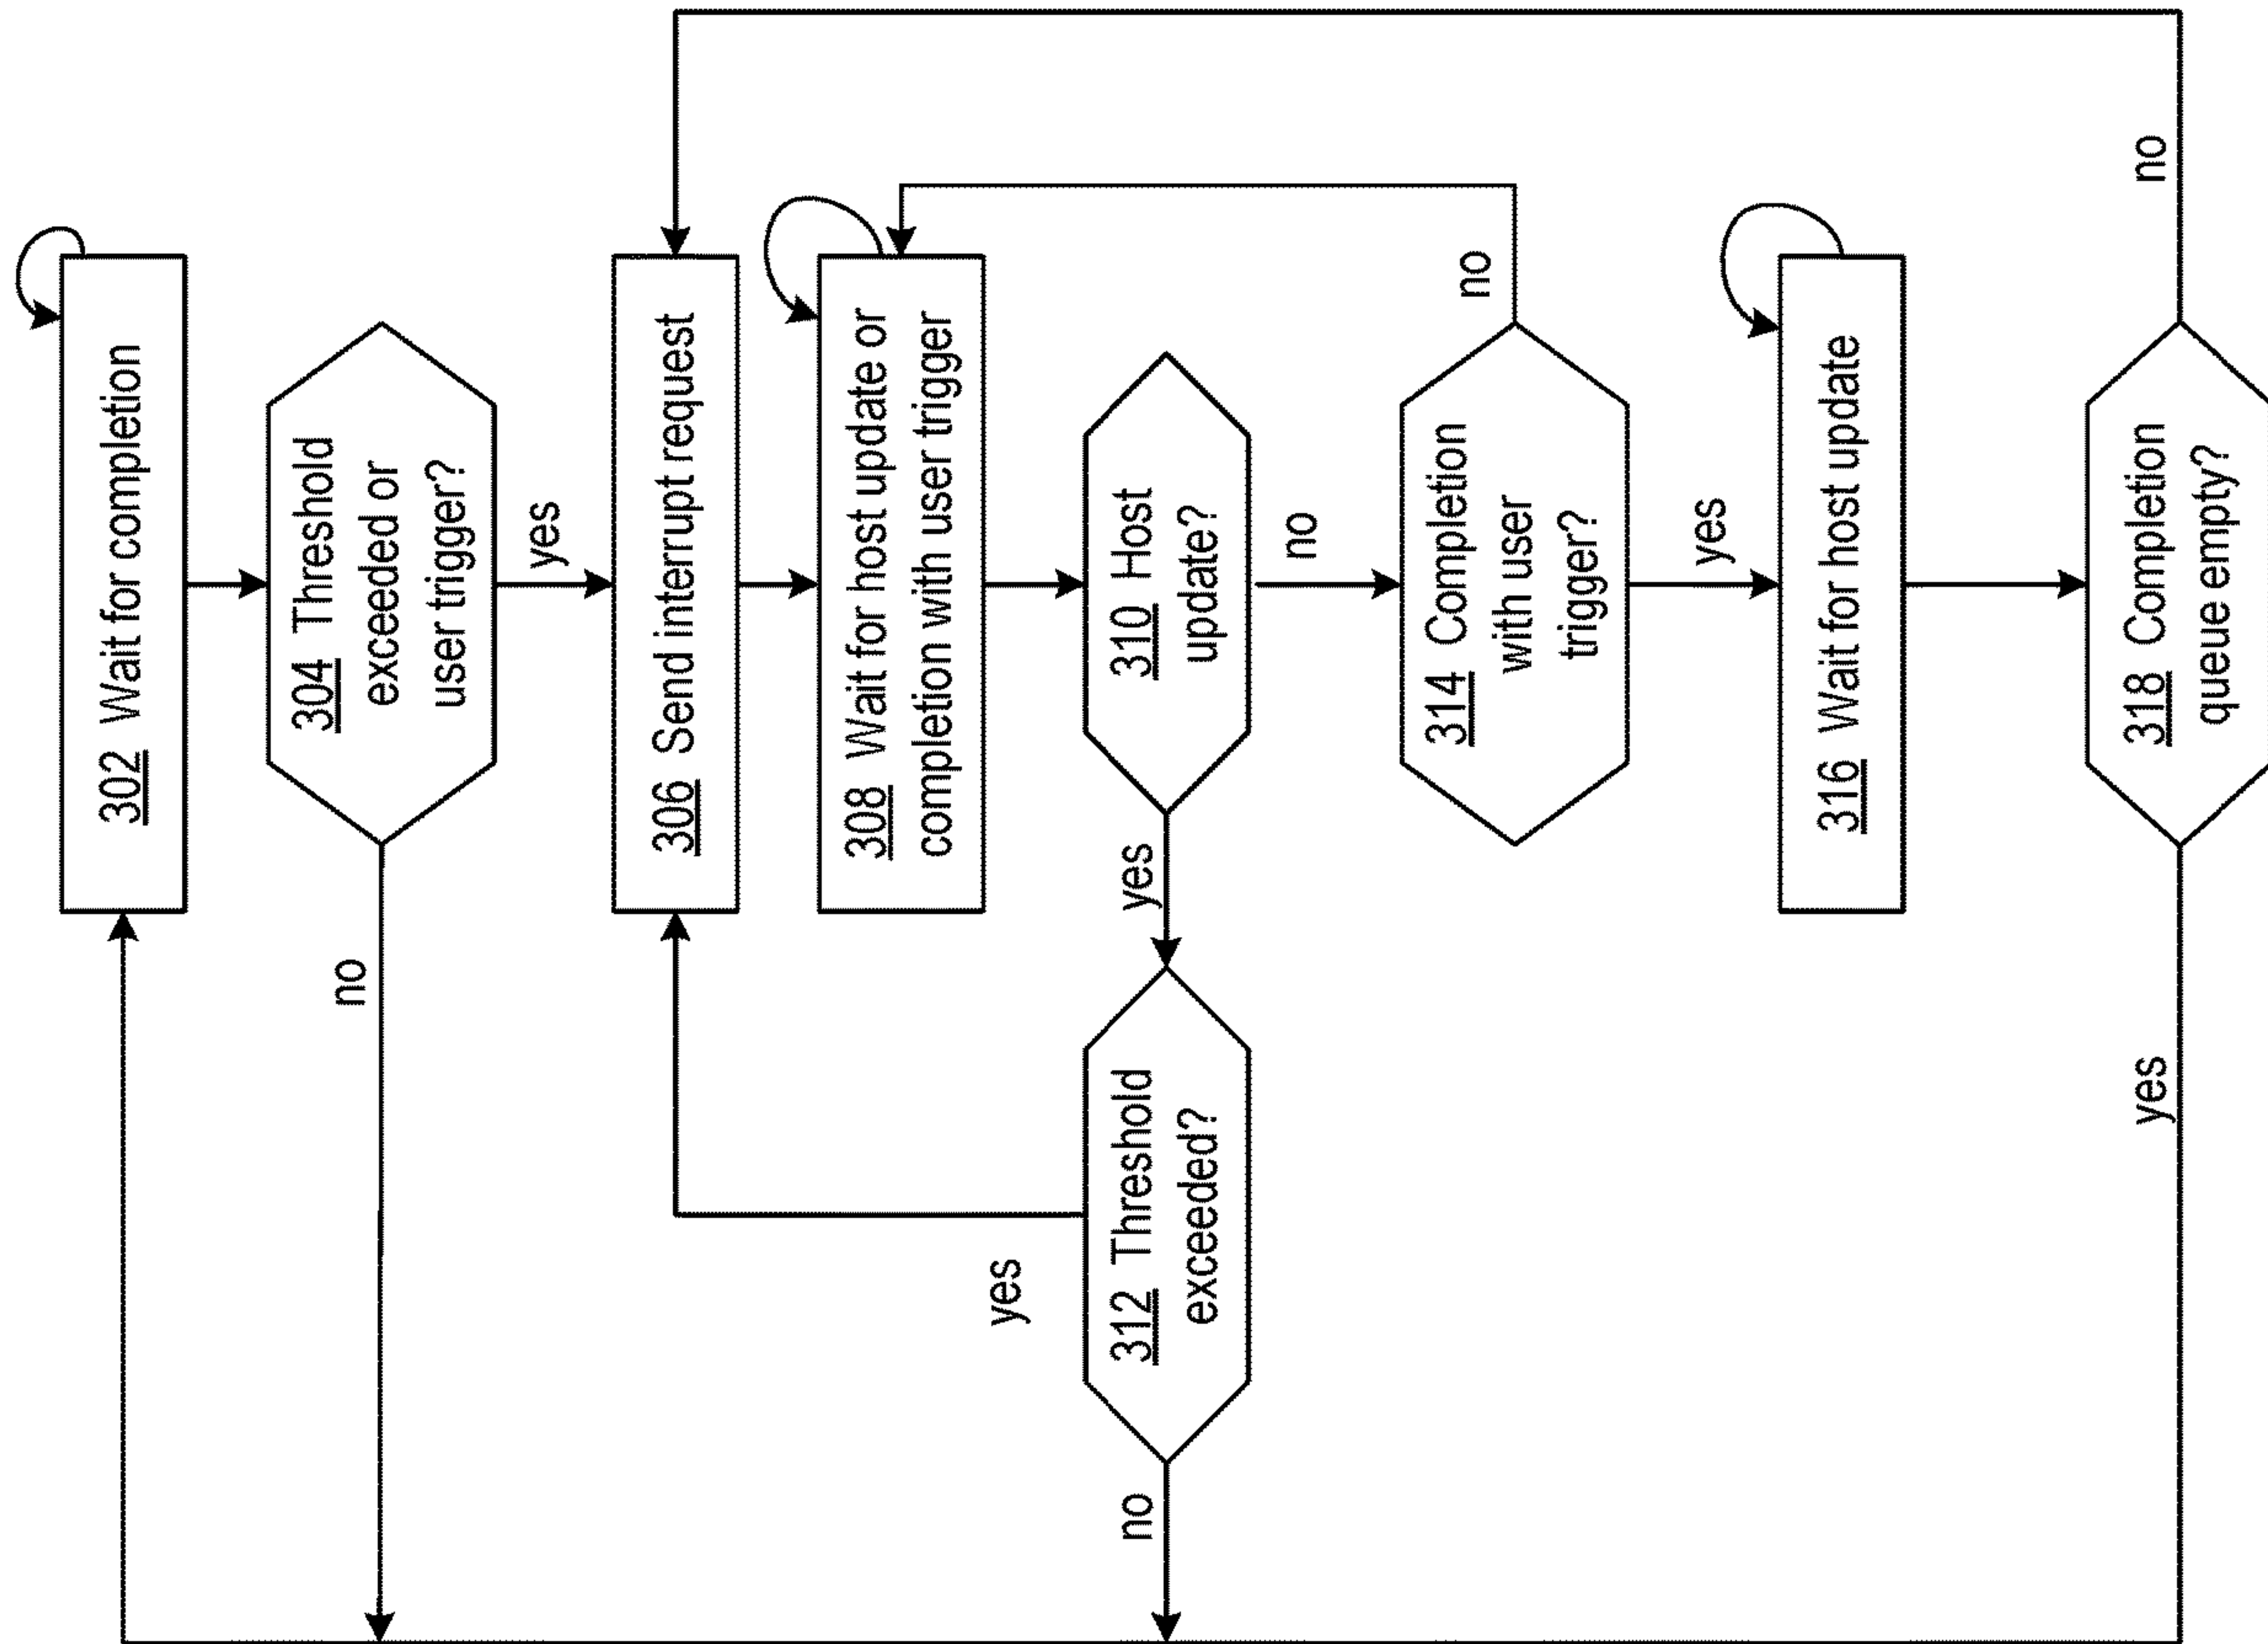 302 Wait for completion
304 Threshold
exceeded or
user trigger?
no
yes
306 Send interrupt request
308 Wait for host update or
completion with user trigger
310 Host
update?
yes
no
312 Threshold
exceeded?
yes
no
314 Completion
with user
trigger?
no
yes
316 Wait for host update
318 Completion
queue empty?
yes
no